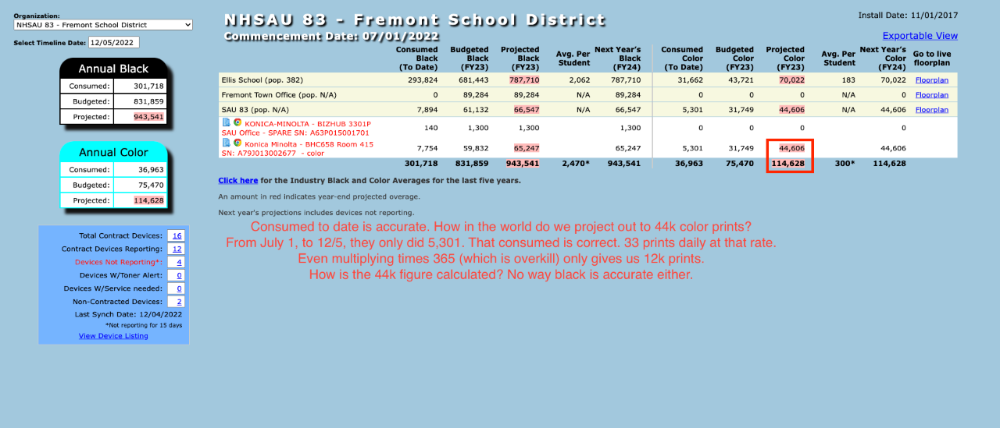 Organization:
NHSAU 83 - Fremont School District
Select Timeline Date: 12/05/2022
Annual Black
Consumed: 301,718
Budgeted: 831,859
Projected: 943,541
Annual Color
Consumed: 36,963
Budgeted: 75,470
Projected: 114,628
Total Contract Devices: 16
Contract Devices Reporting: 12
Devices Not Reporting*: 4
Devices W/Toner Alert: 0
Devices W/Service needed: 0
Non-Contracted Devices: 2
Last Synch Date: 12/04/2022
*Not reporting for 15 days
View Device Listing
NHSAU 83 - Fremont School District
Install Date: 11/01/2017
Commencement Date: 07/01/2022
Exportable View
Consumed Budgeted Projected Next Year's Consumed Budgeted Projected Next Year's
Black Black Black Avg. Per Black Color Color Color Avg. Per Color Go to live
(To Date) (FY23) (FY23) Student (FY24) (To Date) (FY23) (FY23) Student (FY24) floorplan
Ellis School (pop. 382) 293,824 681,443 787,710 2,062 787,710 31,662 43,721 70,022 183 70,022 Floorplan
Fremont Town Office (pop. N/A) 0 89,284 89,284 N/A 89,284 0 0 0 N/A 0 Floorplan
SAU 83 (pop. N/A) 7,894 61,132 66,547 N/A 66,547 5,301 31,749 44,606 N/A 44,606 Floorplan
KONICA-MINOLTA - BIZHUB 3301P
SAU Office - SPARE SN: A63P015001701
140 1,300 1,300 1,300 0 0 0 0
Konica Minolta - BHC658 Room 415
SN: A79J013002677 - color
7,754 59,832 65,247 65,247 5,301 31,749 44,606 44,606
301,718 831,859 943,541 2,470* 943,541 36,963 75,470 114,628 300* 114,628
Click here for the Industry Black and Color Averages for the last five years.
An amount in red indicates year-end projected overage.
Next year's projections includes devices not reporting.
Consumed to date is accurate. How in the world do we project out to 44k color prints?
From July 1, to 12/5, they only did 5,301. That consumed is correct. 33 prints daily at that rate.
Even multiplying times 365 (which is overkill) only gives us 12k prints.
How is the 44k figure calculated? No way black is accurate either.